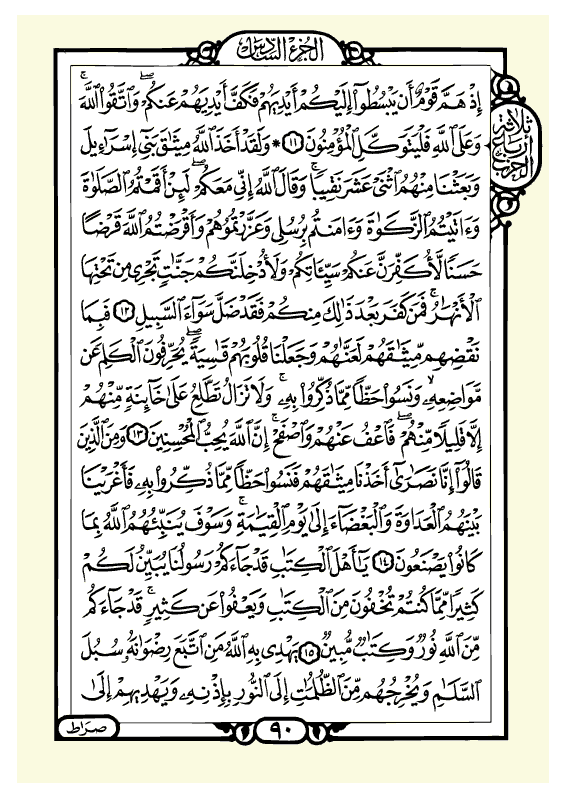 الجزء السادس
إِذْ هَمَّ قَوْمٌ أَن يَبْسُطُوٓا۟ إِلَيْكُمْ أَيْدِيَهُمْ فَكَفَّ أَيْدِيَهُمْ عَنكُمْ ۖ وَٱتَّقُوا۟ ٱللَّهَ ۚ
وَعَلَى ٱللَّهِ فَلْيَتَوَكَّلِ ٱلْمُؤْمِنُونَ ١١ * وَلَقَدْ أَخَذَ ٱللَّهُ مِيثَٰقَ بَنِىٓ إِسْرَآءِيلَ
وَبَعَثْنَا مِنْهُمُ ٱثْنَىْ عَشَرَ نَقِيبًا ۖ وَقَالَ ٱللَّهُ إِنِّى مَعَكُمْ ۖ لَئِنْ أَقَمْتُمُ ٱلصَّلَوٰةَ
وَءَاتَيْتُمُ ٱلزَّكَوٰةَ وَءَامَنتُم بِرُسُلِى وَعَزَّرْتُمُوهُمْ وَأَقْرَضْتُمُ ٱللَّهَ قَرْضًا
حَسَنًا لَّأُكَفِّرَنَّ عَنكُمْ سَيِّـَٔاتِكُمْ وَلَأُدْخِلَنَّكُمْ جَنَّٰتٍ تَجْرِى مِن تَحْتِهَا
ٱلْأَنْهَٰرُ ۚ فَمَن كَفَرَ بَعْدَ ذَٰلِكَ مِنكُمْ فَقَدْ ضَلَّ سَوَآءَ ٱلسَّبِيلِ ١٢ فَبِمَا
نَقْضِهِم مِّيثَٰقَهُمْ لَعَنَّٰهُمْ وَجَعَلْنَا قُلُوبَهُمْ قَٰسِيَةً ۖ يُحَرِّفُونَ ٱلْكَلِمَ عَن
مَّوَاضِعِهِۦ ۙ وَنَسُوا۟ حَظًّا مِّمَّا ذُكِّرُوا۟ بِهِۦ ۚ وَلَا تَزَالُ تَطَّلِعُ عَلَىٰ خَآئِنَةٍ مِّنْهُمْ
إِلَّا قَلِيلًا مِّنْهُمْ ۖ فَٱعْفُ عَنْهُمْ وَٱصْفَحْ ۚ إِنَّ ٱللَّهَ يُحِبُّ ٱلْمُحْسِنِينَ ١٣ وَمِنَ ٱلَّذِينَ
قَالُوٓا۟ إِنَّا نَصَٰرَىٰٓ أَخَذْنَا مِيثَٰقَهُمْ فَنَسُوا۟ حَظًّا مِّمَّا ذُكِّرُوا۟ بِهِۦ فَأَغْرَيْنَا
بَيْنَهُمُ ٱلْعَدَاوَةَ وَٱلْبَغْضَآءَ إِلَىٰ يَوْمِ ٱلْقِيَٰمَةِ ۚ وَسَوْفَ يُنَبِّئُهُمُ ٱللَّهُ بِمَا
كَانُوا۟ يَصْنَعُونَ ١٤ يَٰٓأَهْلَ ٱلْكِتَٰبِ قَدْ جَآءَكُمْ رَسُولُنَا يُبَيِّنُ لَكُمْ
كَثِيرًا مِّمَّا كُنتُمْ تُخْفُونَ مِنَ ٱلْكِتَٰبِ وَيَعْفُوا۟ عَن كَثِيرٍ ۚ قَدْ جَآءَكُم
مِّنَ ٱللَّهِ نُورٌ وَكِتَٰبٌ مُّبِينٌ ١٥ يَهْدِى بِهِ ٱللَّهُ مَنِ ٱتَّبَعَ رِضْوَٰنَهُۥ سُبُلَ
ٱلسَّلَٰمِ وَيُخْرِجُهُم مِّنَ ٱلظُّلُمَٰتِ إِلَى ٱلنُّورِ بِإِذْنِهِۦ وَيَهْدِيهِمْ إِلَىٰ
ثلاثة
أرباع
الحزب
صراط
٩٠